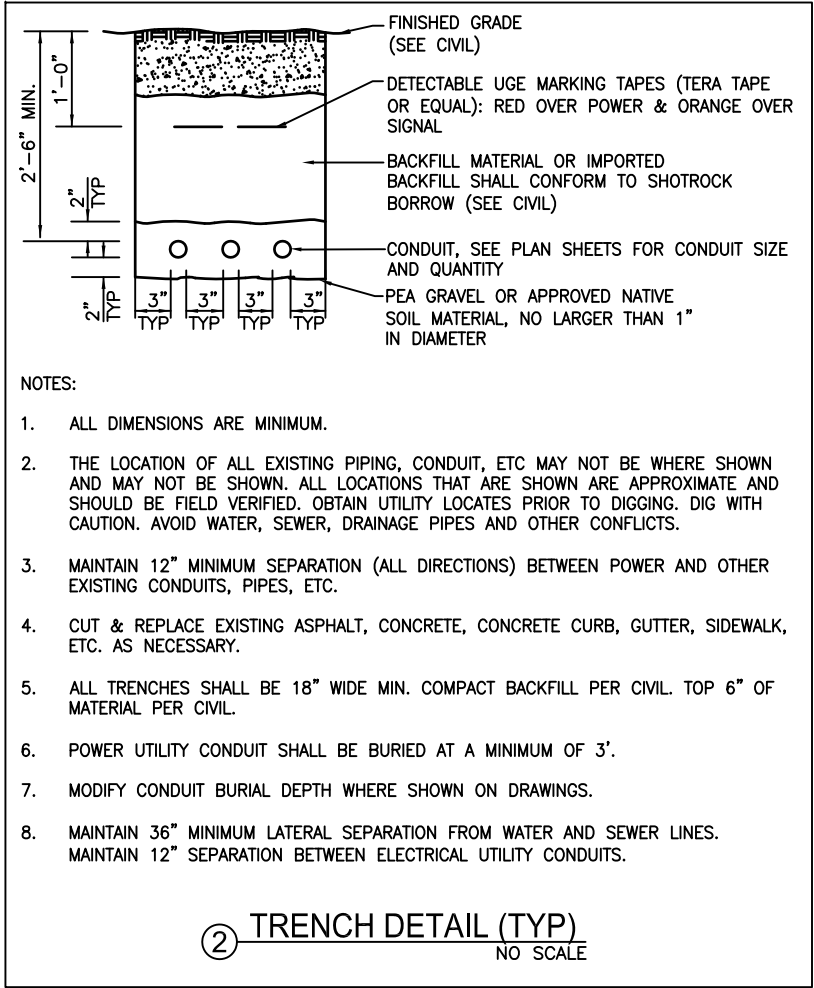 FINISHED GRADE
(SEE CIVIL)
DETECTABLE UGE MARKING TAPES (TERA TAPE
OR EQUAL): RED OVER POWER & ORANGE OVER
SIGNAL
BACKFILL MATERIAL OR IMPORTED
BACKFILL SHALL CONFORM TO SHOTROCK
BORROW (SEE CIVIL)
CONDUIT, SEE PLAN SHEETS FOR CONDUIT SIZE
AND QUANTITY
PEA GRAVEL OR APPROVED NATIVE
SOIL MATERIAL, NO LARGER THAN 1"
IN DIAMETER
2'-6" MIN.
1'-0"
2"
TYP
2"
TYP
3" 3" 3" 3"
TYP TYP TYP TYP
NOTES:
1. ALL DIMENSIONS ARE MINIMUM.
2. THE LOCATION OF ALL EXISTING PIPING, CONDUIT, ETC MAY NOT BE WHERE SHOWN
AND MAY NOT BE SHOWN. ALL LOCATIONS THAT ARE SHOWN ARE APPROXIMATE AND
SHOULD BE FIELD VERIFIED. OBTAIN UTILITY LOCATES PRIOR TO DIGGING. DIG WITH
CAUTION. AVOID WATER, SEWER, DRAINAGE PIPES AND OTHER CONFLICTS.
3. MAINTAIN 12" MINIMUM SEPARATION (ALL DIRECTIONS) BETWEEN POWER AND OTHER
EXISTING CONDUITS, PIPES, ETC.
4. CUT & REPLACE EXISTING ASPHALT, CONCRETE, CONCRETE CURB, GUTTER, SIDEWALK,
ETC. AS NECESSARY.
5. ALL TRENCHES SHALL BE 18" WIDE MIN. COMPACT BACKFILL PER CIVIL. TOP 6" OF
MATERIAL PER CIVIL.
6. POWER UTILITY CONDUIT SHALL BE BURIED AT A MINIMUM OF 3'.
7. MODIFY CONDUIT BURIAL DEPTH WHERE SHOWN ON DRAWINGS.
8. MAINTAIN 36" MINIMUM LATERAL SEPARATION FROM WATER AND SEWER LINES.
MAINTAIN 12" SEPARATION BETWEEN ELECTRICAL UTILITY CONDUITS.
2 TRENCH DETAIL (TYP)
NO SCALE